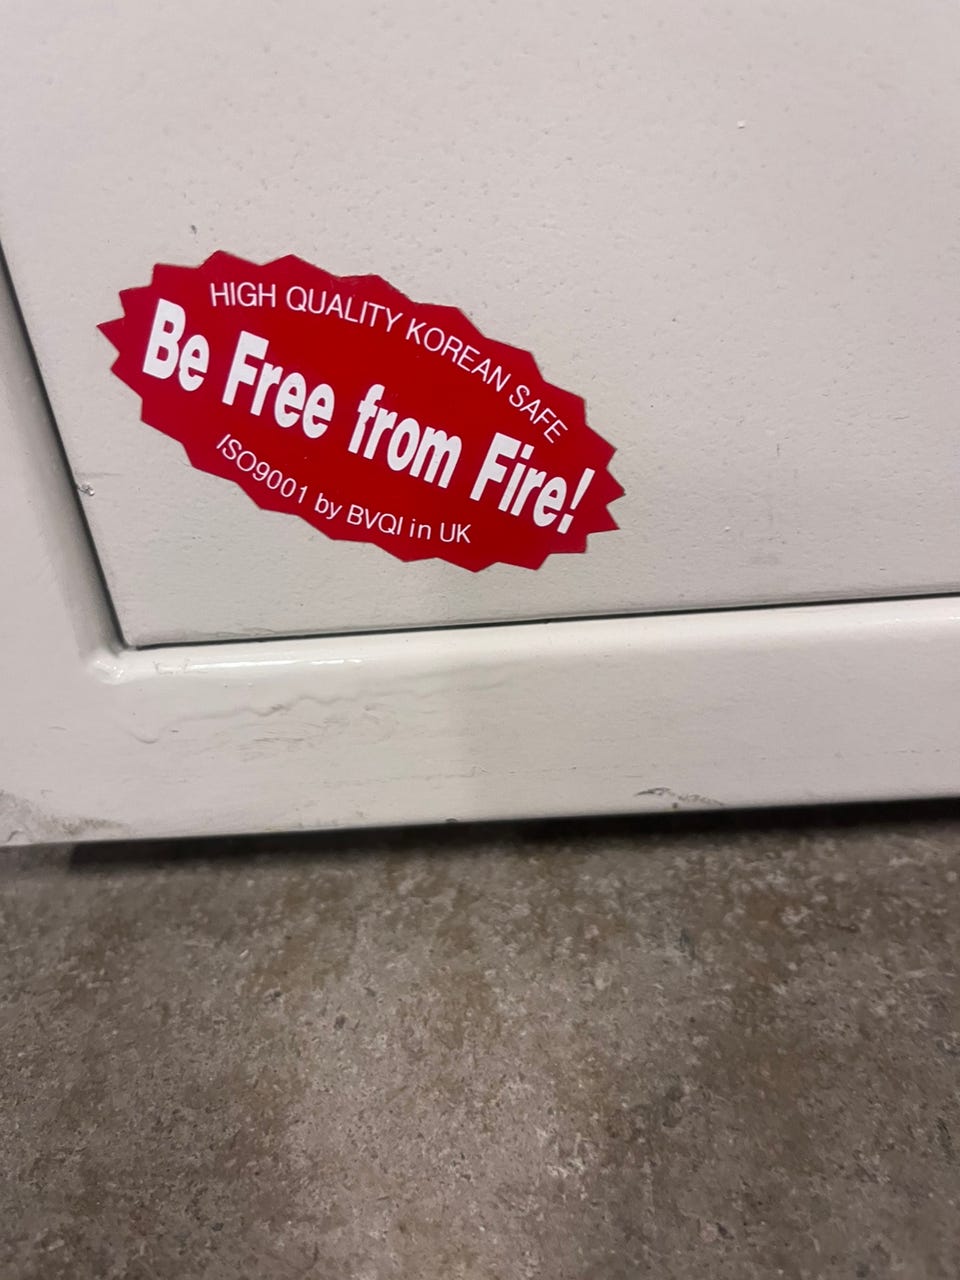 HIGH QUALITY KOREAN SAFE
Be Free from Fire!
ISO9001 by BVQI in UK